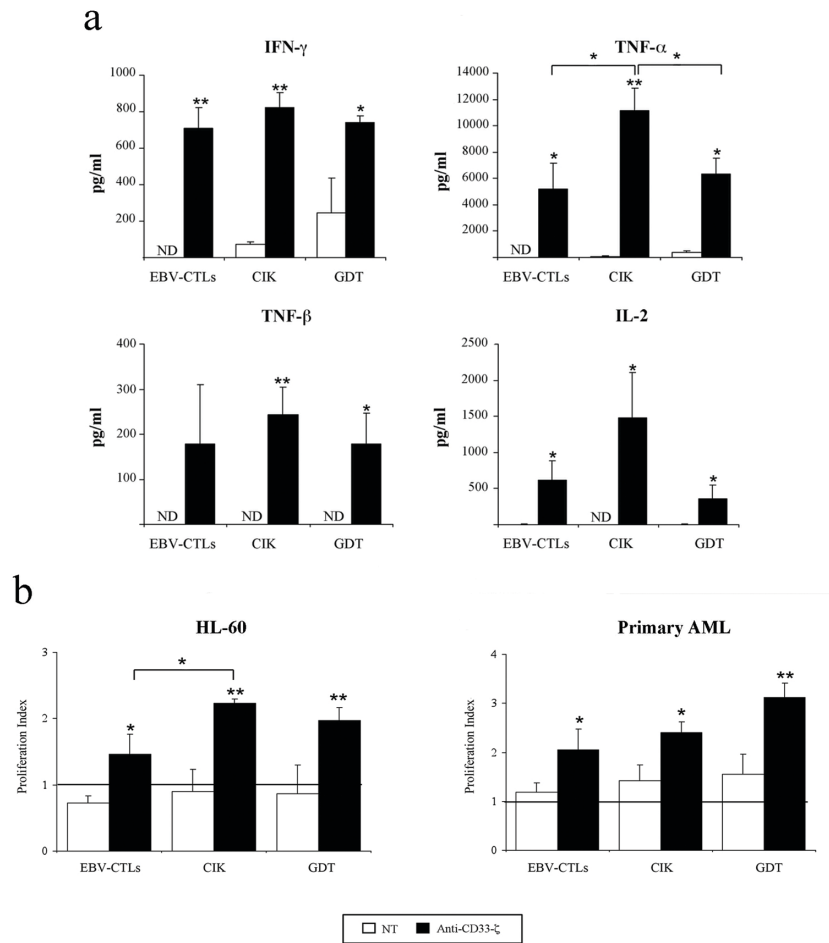 a
IFN-γ
1000
800
600
400
200
pg/ml
** ** *
ND
EBV-CTLs CIK GDT
TNF-α
14000
12000
10000
8000
6000
4000
2000
0
pg/ml
* *
* ** *
ND
EBV-CTLs CIK GDT
TNF-β
400
300
200
100
pg/ml
** *
ND ND ND
EBV-CTLs CIK GDT
IL-2
2500
2000
1500
1000
500
pg/ml
* * *
ND
EBV-CTLs CIK GDT
b
HL-60
3
2
1
0
Proliferation Index
*
* ** **
EBV-CTLs CIK GDT
Primary AML
4
3
2
1
0
Proliferation Index
* * **
EBV-CTLs CIK GDT
NT Anti-CD33-ζ